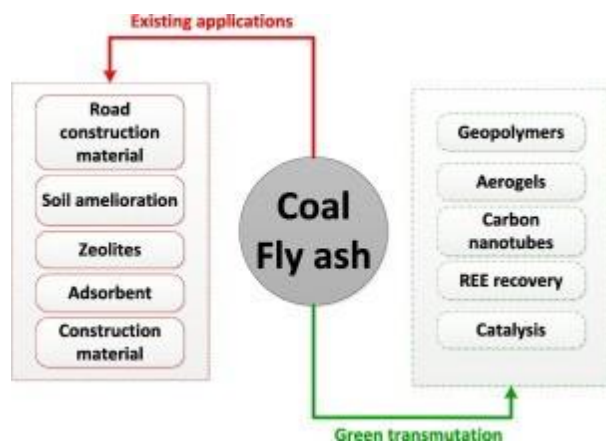 Existing applications
Road
construction
material
Soil amelioration
Zeolites
Adsorbent
Construction
material
Coal
Fly ash
Geopolymers
Aerogels
Carbon
nanotubes
REE recovery
Catalysis
Green transmutation